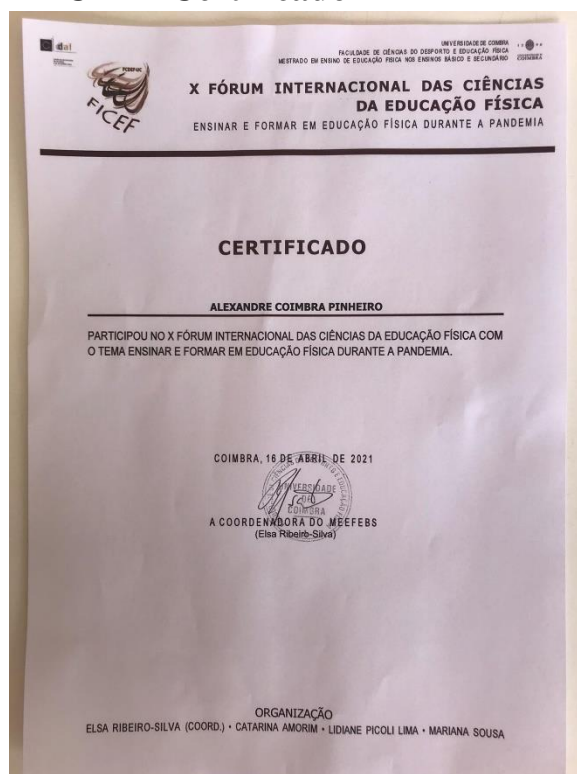 daf
FCDEF-UC
FICEF
UNIVERSIDADE DE COIMBRA
FACULDADE DE CIÊNCIAS DO DESPORTO E EDUCAÇÃO FÍSICA
MESTRADO EM ENSINO DE EDUCAÇÃO FÍSICA NOS ENSINOS BÁSICO E SECUNDÁRIO
X FÓRUM INTERNACIONAL DAS CIÊNCIAS
DA EDUCAÇÃO FÍSICA
ENSINAR E FORMAR EM EDUCAÇÃO FÍSICA DURANTE A PANDEMIA
CERTIFICADO
ALEXANDRE COIMBRA PINHEIRO
PARTICIPOU NO X FÓRUM INTERNACIONAL DAS CIÊNCIAS DA EDUCAÇÃO FÍSICA COM
O TEMA ENSINAR E FORMAR EM EDUCAÇÃO FÍSICA DURANTE A PANDEMIA.
COIMBRA, 16 DE ABRIL DE 2021
UNIVERSIDADE
DE
COIMBRA
A COORDENADORA DO MEEFEBS
(Elsa Ribeiro-Silva)
ORGANIZAÇÃO
ELSA RIBEIRO-SILVA (COORD.) • CATARINA AMORIM • LIDIANE PICOLI LIMA • MARIANA SOUSA